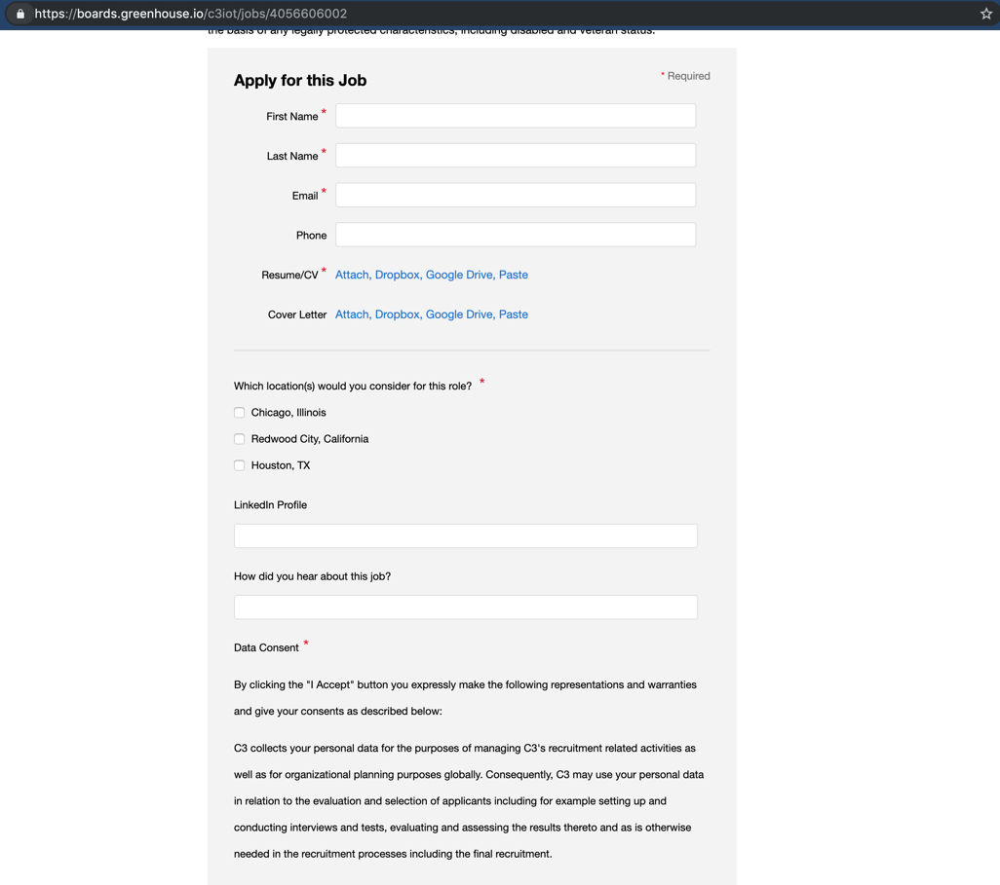 https://boards.greenhouse.io/c3iot/jobs/4056606002
the basis of any legally protected characteristics, including disabled and veteran status.
Apply for this Job
* Required
First Name *
Last Name *
Email *
Phone
Resume/CV * Attach, Dropbox, Google Drive, Paste
Cover Letter Attach, Dropbox, Google Drive, Paste
Which location(s) would you consider for this role? *
Chicago, Illinois
Redwood City, California
Houston, TX
LinkedIn Profile
How did you hear about this job?
Data Consent *
By clicking the "I Accept" button you expressly make the following representations and warranties
and give your consents as described below:
C3 collects your personal data for the purposes of managing C3's recruitment related activities as
well as for organizational planning purposes globally. Consequently, C3 may use your personal data
in relation to the evaluation and selection of applicants including for example setting up and
conducting interviews and tests, evaluating and assessing the results thereto and as is otherwise
needed in the recruitment processes including the final recruitment.